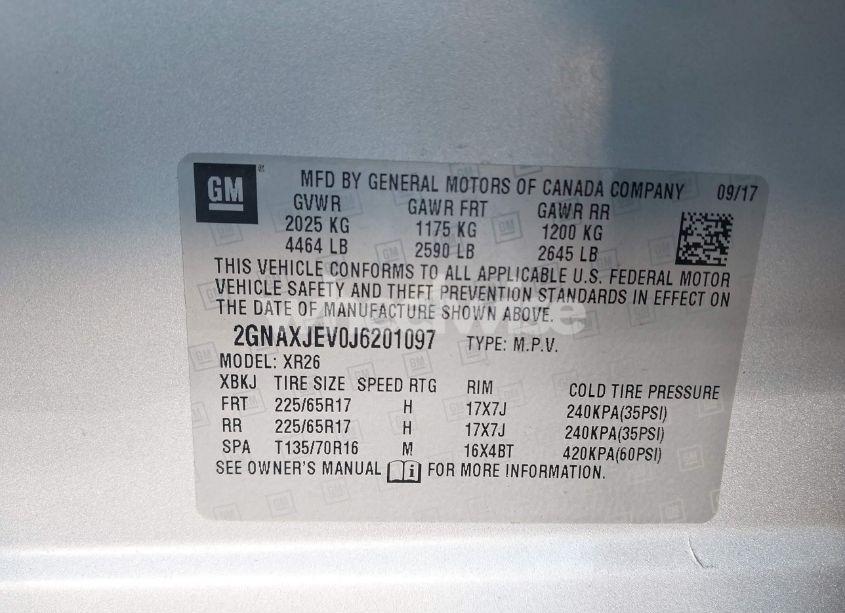 GM MFD BY GENERAL MOTORS OF CANADA COMPANY 09/17
GVWR GAWR FRT GAWR RR
2025 KG 1175 KG 1200 KG
4464 LB 2590 LB 2645 LB
THIS VEHICLE CONFORMS TO ALL APPLICABLE U.S. FEDERAL MOTOR
VEHICLE SAFETY AND THEFT PREVENTION STANDARDS IN EFFECT ON
THE DATE OF MANUFACTURE SHOWN ABOVE.
2GNAXJEV0J6201097 TYPE: M.P.V.
MODEL: XR26
XBKJ TIRE SIZE SPEED RTG RIM COLD TIRE PRESSURE
FRT 225/65R17 H 17X7J 240KPA(35PSI)
RR 225/65R17 H 17X7J 240KPA(35PSI)
SPA T135/70R16 M 16X4BT 420KPA(60PSI)
SEE OWNER'S MANUAL i FOR MORE INFORMATION.